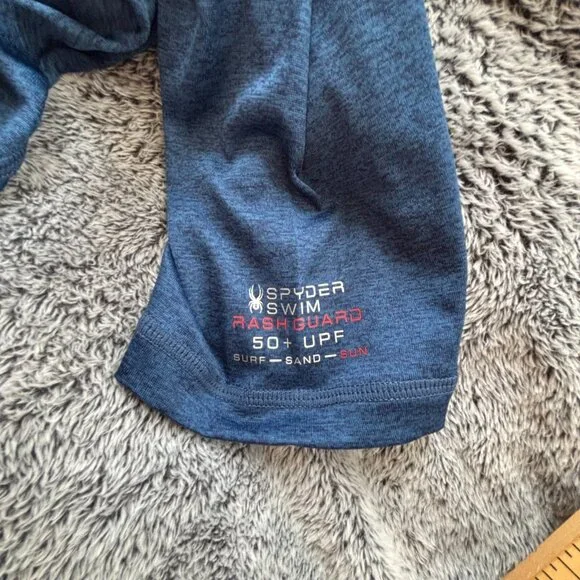 SPYDER
SWIM
RASH GUARD
50+ UPF
SURF—SAND—SUN